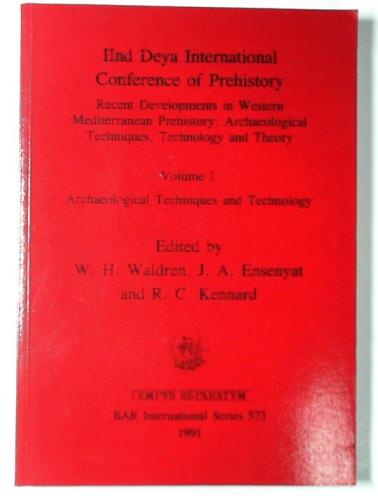 IInd Deya International
Conference of Prehistory
Recent Developments in Western
Mediterranean Prehistory: Archaeological
Techniques, Technology and Theory
Volume I:
Archaeological Techniques and Technology
Edited by
W. H. Waldren, J. A. Ensenyat
and R. C. Kennard
TEMPVS REPARATVM
BAR International Series 573
1991